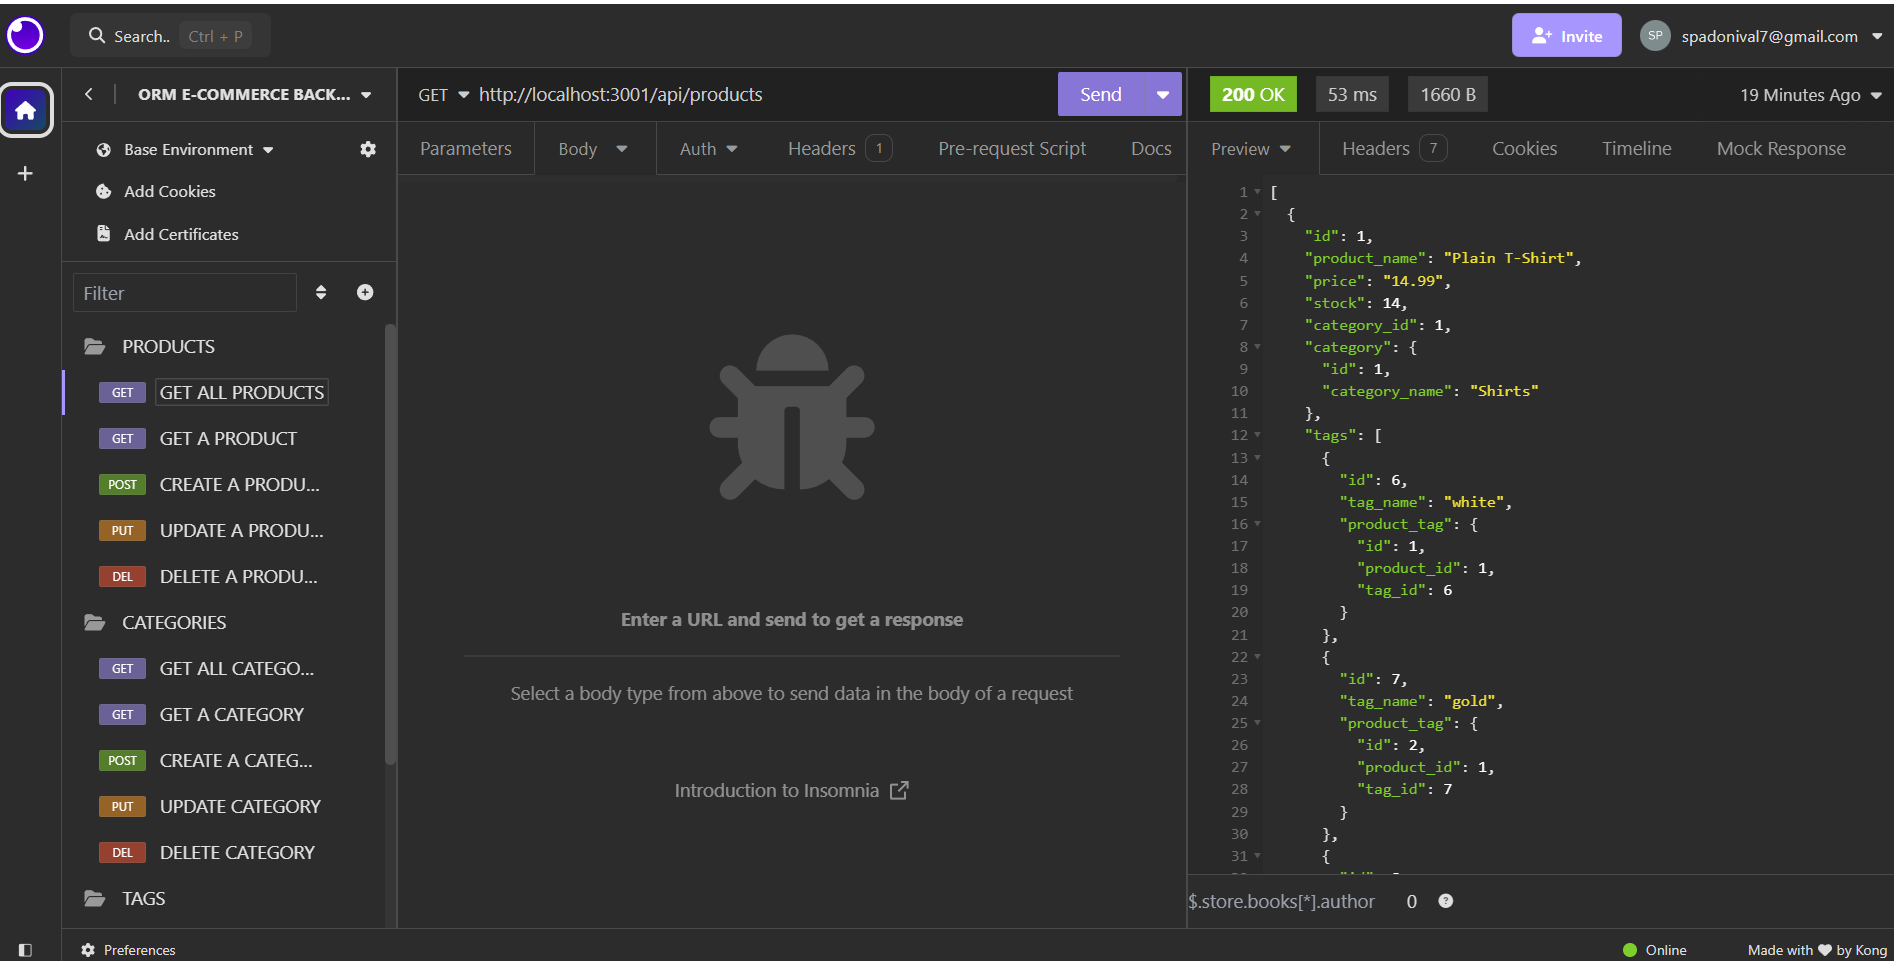 Search.. Ctrl + P
Invite
SP spadonival7@gmail.com
ORM E-COMMERCE BACK...
Base Environment
Add Cookies
Add Certificates
Filter
PRODUCTS
GET GET ALL PRODUCTS
GET GET A PRODUCT
POST CREATE A PRODU...
PUT UPDATE A PRODU...
DEL DELETE A PRODU...
CATEGORIES
GET GET ALL CATEGO...
GET GET A CATEGORY
POST CREATE A CATEG...
PUT UPDATE CATEGORY
DEL DELETE CATEGORY
TAGS
GET http://localhost:3001/api/products Send
Parameters Body Auth Headers 1 Pre-request Script Docs
Enter a URL and send to get a response
Select a body type from above to send data in the body of a request
Introduction to Insomnia
200 OK 53 ms 1660 B 19 Minutes Ago
Preview Headers 7 Cookies Timeline Mock Response
1 [
2 {
3 "id": 1,
4 "product_name": "Plain T-Shirt",
5 "price": "14.99",
6 "stock": 14,
7 "category_id": 1,
8 "category": {
9 "id": 1,
10 "category_name": "Shirts"
11 },
12 "tags": [
13 {
14 "id": 6,
15 "tag_name": "white",
16 "product_tag": {
17 "id": 1,
18 "product_id": 1,
19 "tag_id": 6
20 }
21 },
22 {
23 "id": 7,
24 "tag_name": "gold",
25 "product_tag": {
26 "id": 2,
27 "product_id": 1,
28 "tag_id": 7
29 }
30 },
31 {
$.store.books[*].author 0
Preferences
Online
Made with ♥ by Kong